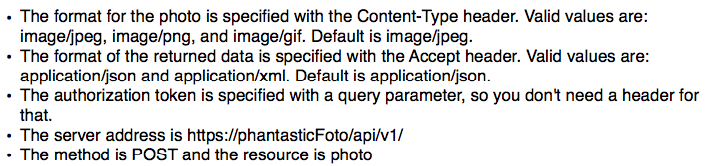 • The format for the photo is specified with the Content-Type header. Valid values are:
image/jpeg, image/png, and image/gif. Default is image/jpeg.
• The format of the returned data is specified with the Accept header. Valid values are:
application/json and application/xml. Default is application/json.
• The authorization token is specified with a query parameter, so you don't need a header for
that.
• The server address is https://phantasticFoto/api/v1/
• The method is POST and the resource is photo